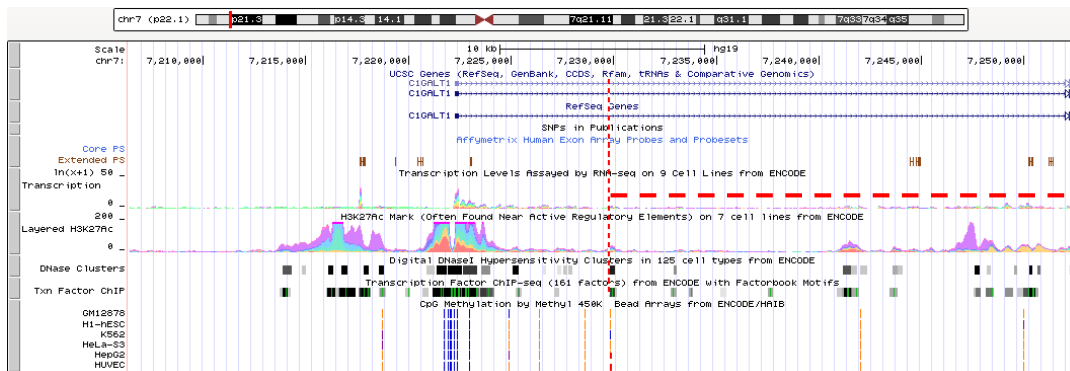 chr7 (p22.1) p21.3 p14.3 14.1 7q21.11 21.3 22.1 q31.1 7q33 7q34 q35
Scale 10 kb hg19
chr7: 7,210,000 7,215,000 7,220,000 7,225,000 7,230,000 7,235,000 7,240,000 7,245,000 7,250,000
UCSC Genes (RefSeq, GenBank, CCDS, Rfam, tRNAs & Comparative Genomics)
C1GALT1
C1GALT1
RefSeq Genes
C1GALT1
SNPs in Publications
Affymetrix Human Exon Array Probes and Probesets
Core PS
Extended PS
ln(x+1) 50 _
Transcription Levels Assayed by RNA-seq on 9 Cell Lines from ENCODE
Transcription
0 _
200 _
H3K27Ac Mark (Often Found Near Active Regulatory Elements) on 7 cell lines from ENCODE
Layered H3K27Ac
0 _
Digital DNaseI Hypersensitivity Clusters in 125 cell types from ENCODE
DNase Clusters
Transcription Factor ChIP-seq (161 factors) from ENCODE with Factorbook Motifs
Txn Factor ChIP
CpG Methylation by Methyl 450K Bead Arrays from ENCODE/HAIB
GM12878
H1-hESC
K562
HeLa-S3
HepG2
HUVEC